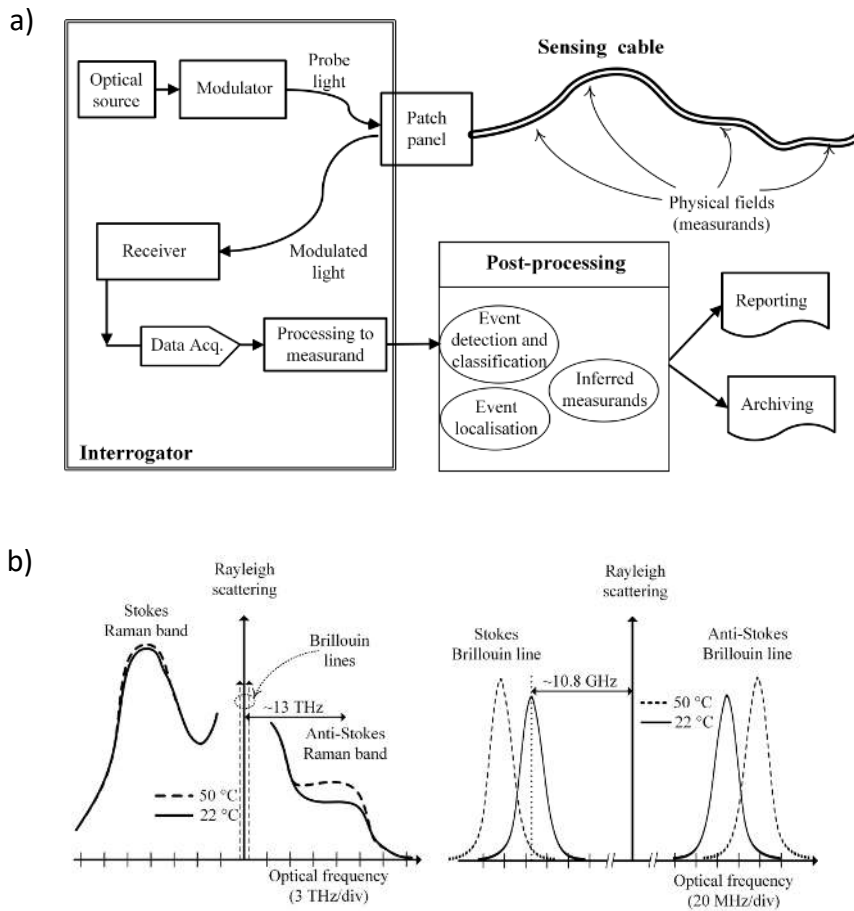 a)
Optical
source
Modulator
Probe
light
Patch
panel
Sensing cable
Physical fields
(measurands)
Receiver
Modulated
light
Data Acq.
Processing to
measurand
Interrogator
Post-processing
Event
detection and
classification
Inferred
measurands
Event
localisation
Reporting
Archiving
b)
Rayleigh
scattering
Stokes
Raman band
Brillouin
lines
~13 THz
Anti-Stokes
Raman band
50 °C
22 °C
Optical frequency
(3 THz/div)
Rayleigh
scattering
Stokes
Brillouin line
Anti-Stokes
Brillouin line
~10.8 GHz
50 °C
22 °C
Optical frequency
(20 MHz/div)